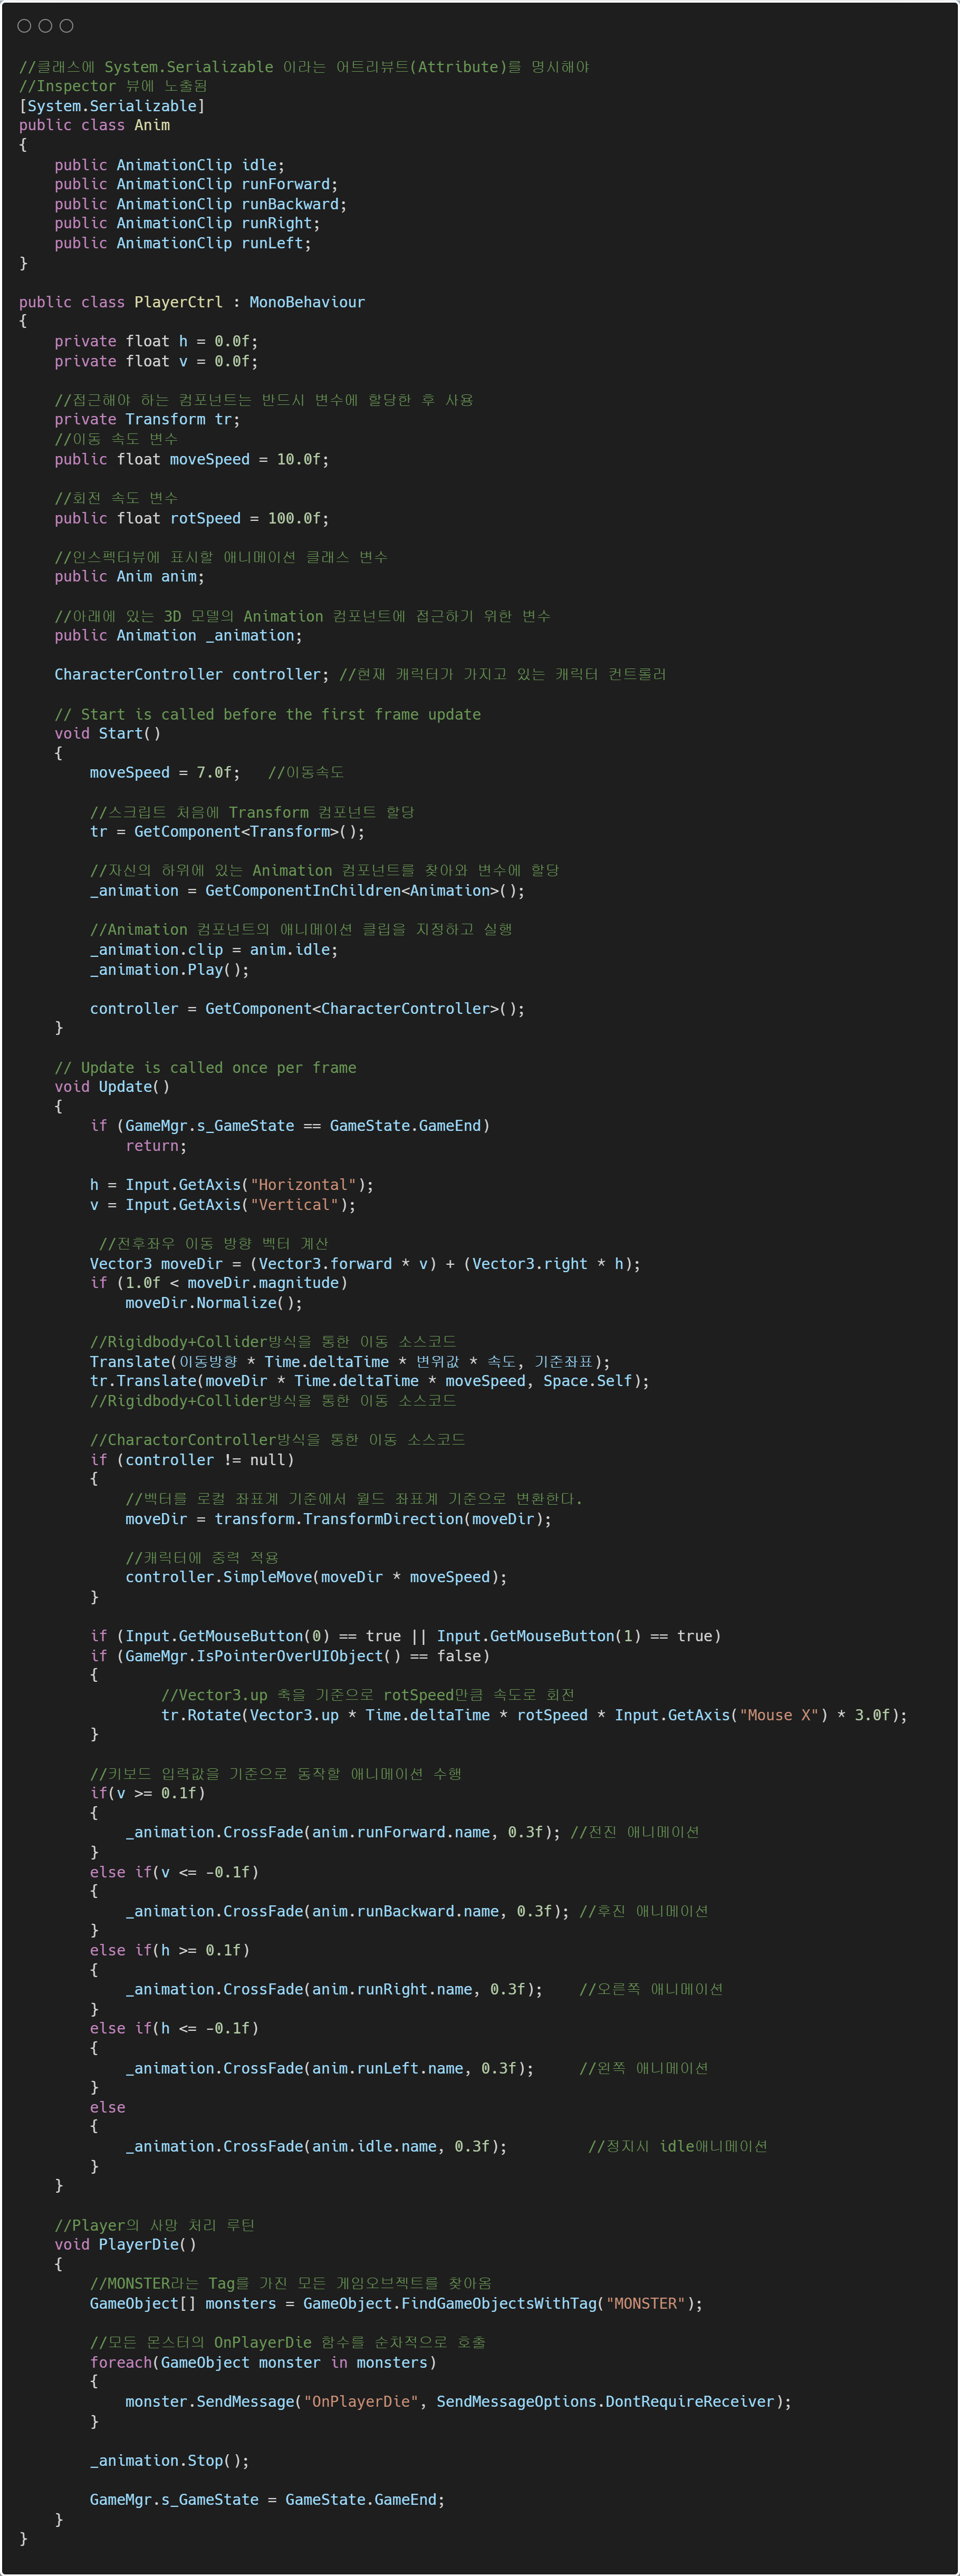 //클래스에 System.Serializable 이라는 어트리뷰트(Attribute)를 명시해야
//Inspector 뷰에 노출됨
[System.Serializable]
public class Anim
{
    public AnimationClip idle;
    public AnimationClip runForward;
    public AnimationClip runBackward;
    public AnimationClip runRight;
    public AnimationClip runLeft;
}

public class PlayerCtrl : MonoBehaviour
{
    private float h = 0.0f;
    private float v = 0.0f;

    //접근해야 하는 컴포넌트는 반드시 변수에 할당한 후 사용
    private Transform tr;
    //이동 속도 변수
    public float moveSpeed = 10.0f;

    //회전 속도 변수
    public float rotSpeed = 100.0f;

    //인스펙터뷰에 표시할 애니메이션 클래스 변수
    public Anim anim;

    //아래에 있는 3D 모델의 Animation 컴포넌트에 접근하기 위한 변수
    public Animation _animation;

    CharacterController controller; //현재 캐릭터가 가지고 있는 캐릭터 컨트롤러

    // Start is called before the first frame update
    void Start()
    {
        moveSpeed = 7.0f;   //이동속도

        //스크립트 처음에 Transform 컴포넌트 할당
        tr = GetComponent<Transform>();

        //자신의 하위에 있는 Animation 컴포넌트를 찾아와 변수에 할당
        _animation = GetComponentInChildren<Animation>();

        //Animation 컴포넌트의 애니메이션 클립을 지정하고 실행
        _animation.clip = anim.idle;
        _animation.Play();

        controller = GetComponent<CharacterController>();
    }

    // Update is called once per frame
    void Update()
    {
        if (GameMgr.s_GameState == GameState.GameEnd)
            return;

        h = Input.GetAxis("Horizontal");
        v = Input.GetAxis("Vertical");

         //전후좌우 이동 방향 벡터 계산
        Vector3 moveDir = (Vector3.forward * v) + (Vector3.right * h);
        if (1.0f < moveDir.magnitude)
            moveDir.Normalize();

        //Rigidbody+Collider방식을 통한 이동 소스코드
        Translate(이동방향 * Time.deltaTime * 변위값 * 속도, 기준좌표);
        tr.Translate(moveDir * Time.deltaTime * moveSpeed, Space.Self);
        //Rigidbody+Collider방식을 통한 이동 소스코드

        //CharactorController방식을 통한 이동 소스코드
        if (controller != null)
        {
            //벡터를 로컬 좌표계 기준에서 월드 좌표계 기준으로 변환한다.
            moveDir = transform.TransformDirection(moveDir);

            //캐릭터에 중력 적용
            controller.SimpleMove(moveDir * moveSpeed);
        }

        if (Input.GetMouseButton(0) == true || Input.GetMouseButton(1) == true)
        if (GameMgr.IsPointerOverUIObject() == false)
        {
                //Vector3.up 축을 기준으로 rotSpeed만큼 속도로 회전
                tr.Rotate(Vector3.up * Time.deltaTime * rotSpeed * Input.GetAxis("Mouse X") * 3.0f);
        }

        //키보드 입력값을 기준으로 동작할 애니메이션 수행
        if(v >= 0.1f)
        {
            _animation.CrossFade(anim.runForward.name, 0.3f); //전진 애니메이션
        }
        else if(v <= -0.1f)
        {
            _animation.CrossFade(anim.runBackward.name, 0.3f); //후진 애니메이션
        }
        else if(h >= 0.1f)
        {
            _animation.CrossFade(anim.runRight.name, 0.3f);    //오른쪽 애니메이션
        }
        else if(h <= -0.1f)
        {
            _animation.CrossFade(anim.runLeft.name, 0.3f);     //왼쪽 애니메이션
        }
        else
        {
            _animation.CrossFade(anim.idle.name, 0.3f);         //정지시 idle애니메이션
        }
    }

    //Player의 사망 처리 루틴
    void PlayerDie()
    {
        //MONSTER라는 Tag를 가진 모든 게임오브젝트를 찾아옴
        GameObject[] monsters = GameObject.FindGameObjectsWithTag("MONSTER");

        //모든 몬스터의 OnPlayerDie 함수를 순차적으로 호출
        foreach(GameObject monster in monsters)
        {
            monster.SendMessage("OnPlayerDie", SendMessageOptions.DontRequireReceiver);
        }

        _animation.Stop();

        GameMgr.s_GameState = GameState.GameEnd;
    }
}